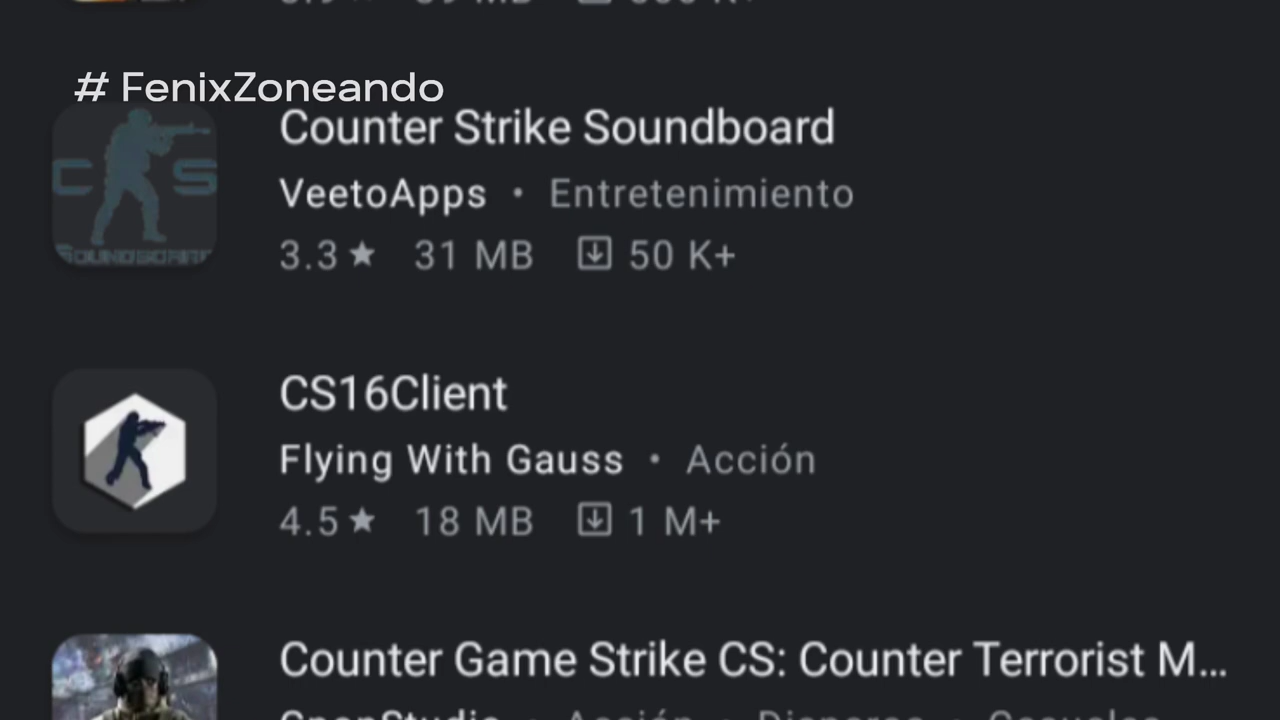 # FenixZoneando
Counter Strike Soundboard
C S
VeetoApps • Entretenimiento
SOUNDBOARD
3.3 ★ 31 MB 50 K+
CS16Client
Flying With Gauss • Acción
4.5 ★ 18 MB 1 M+
Counter Game Strike CS: Counter Terrorist M...